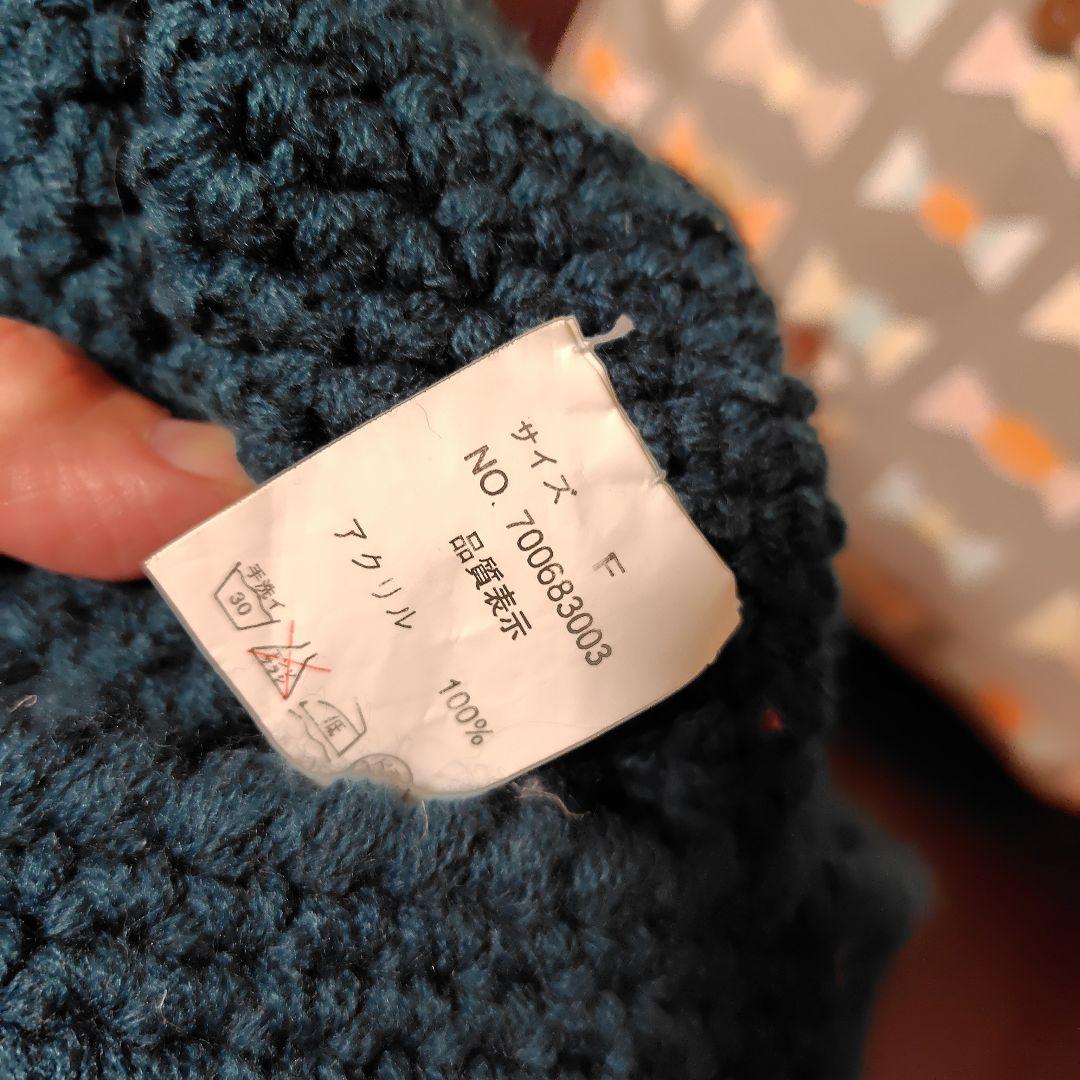 サイズ F
NO. 700683003
品質表示
アクリル 100%
手洗イ
30
低